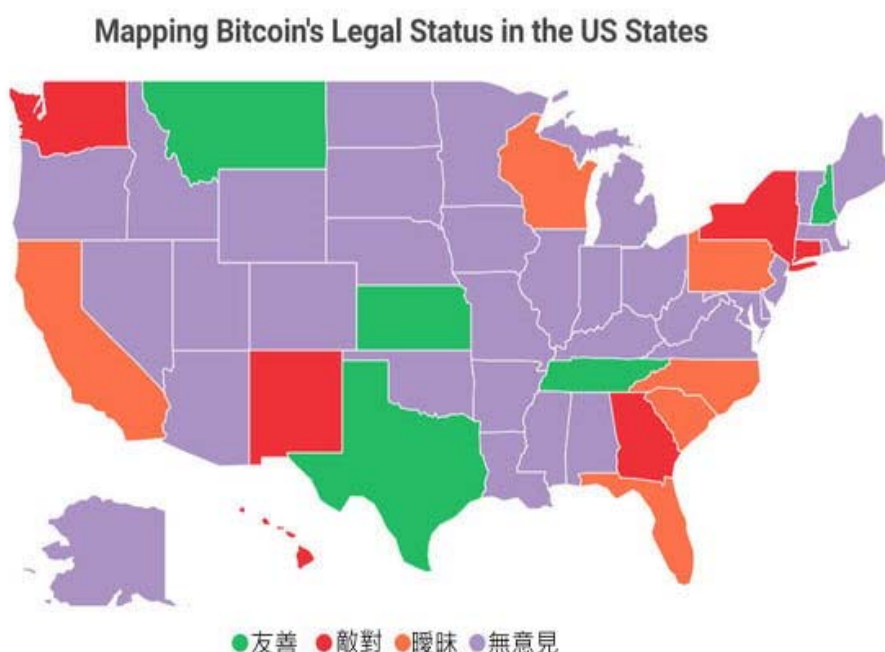 Mapping Bitcoin's Legal Status in the US States
友善 敵對 曖昧 無意見